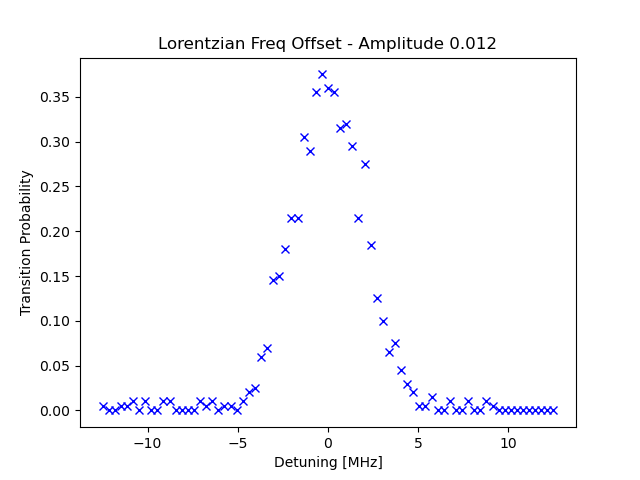 Lorentzian Freq Offset - Amplitude 0.012
Transition Probability
0.35
0.30
0.25
0.20
0.15
0.10
0.05
0.00
−10 −5 0 5 10
Detuning [MHz]